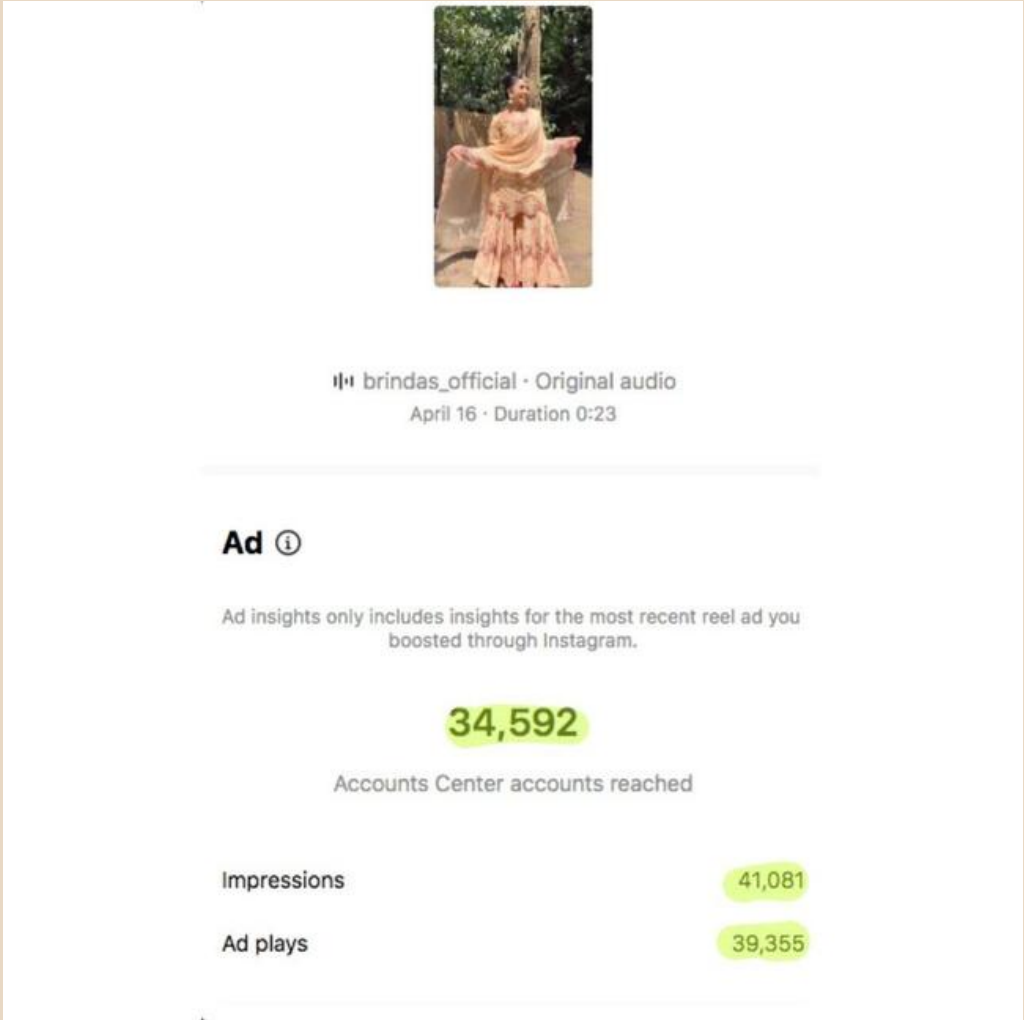 brindas_official · Original audio
April 16 · Duration 0:23
Ad
Ad insights only includes insights for the most recent reel ad you
boosted through Instagram.
34,592
Accounts Center accounts reached
Impressions 41,081
Ad plays 39,355